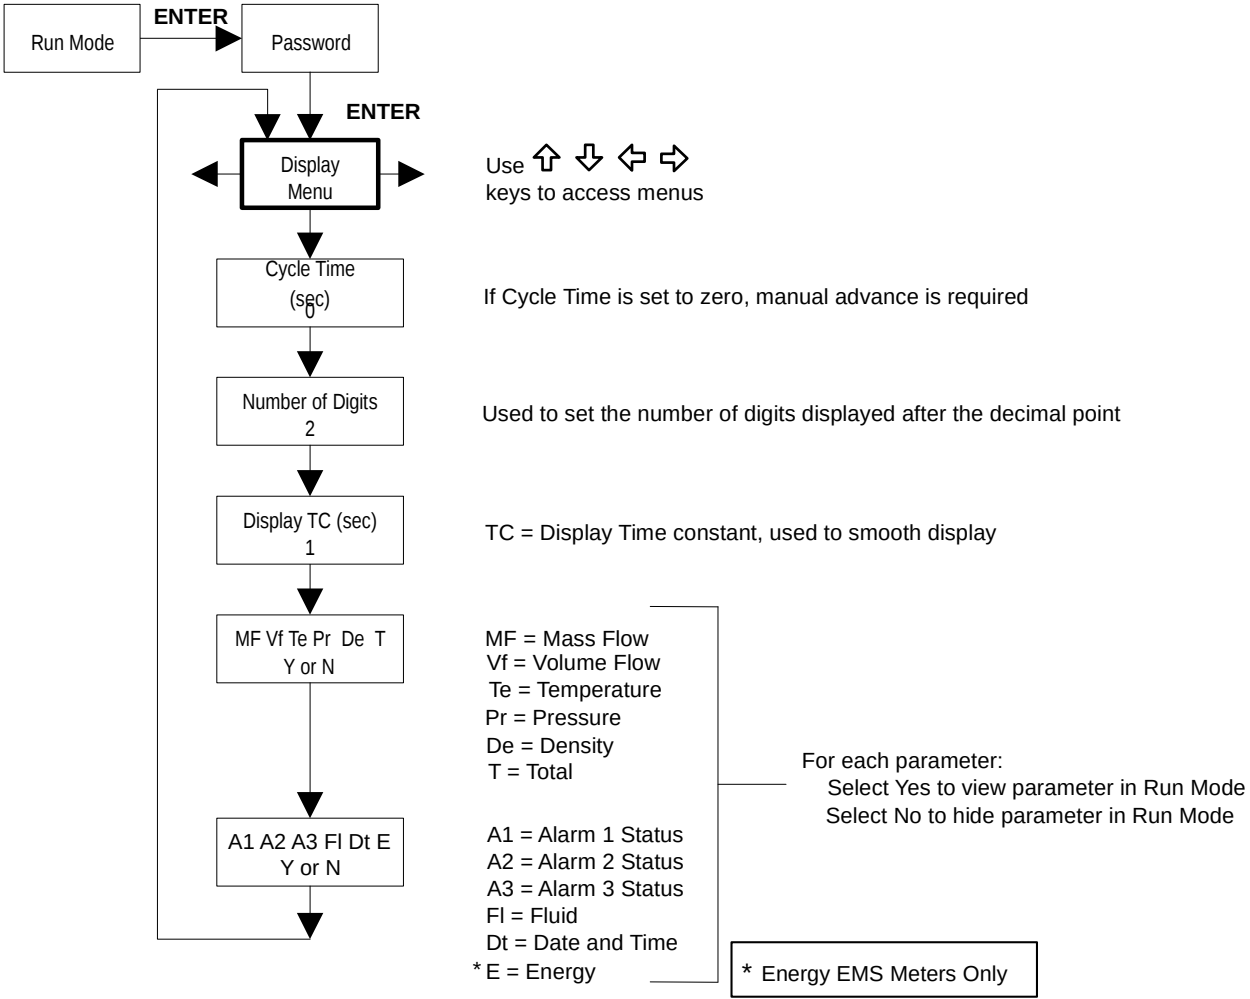 ENTER
Run Mode
Password
ENTER
Display
Menu
Use
keys to access menus
Cycle Time
(sec)
0
If Cycle Time is set to zero, manual advance is required
Number of Digits
2
Used to set the number of digits displayed after the decimal point
Display TC (sec)
1
TC = Display Time constant, used to smooth display
MF Vf Te Pr De T
Y or N
MF = Mass Flow
Vf = Volume Flow
Te = Temperature
Pr = Pressure
De = Density
T = Total
For each parameter:
Select Yes to view parameter in Run Mode
Select No to hide parameter in Run Mode
A1 A2 A3 Fl Dt E
Y or N
A1 = Alarm 1 Status
A2 = Alarm 2 Status
A3 = Alarm 3 Status
Fl = Fluid
Dt = Date and Time
* E = Energy
* Energy EMS Meters Only